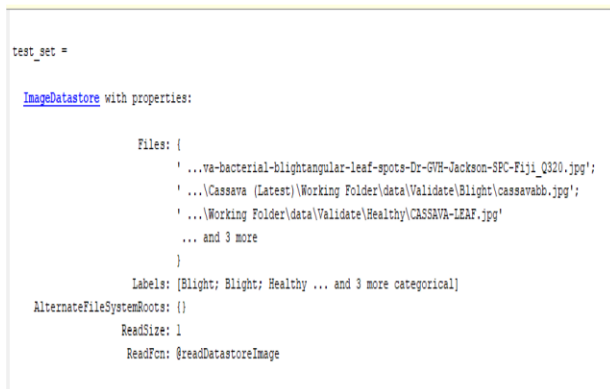 test_set =
ImageDatastore with properties:
Files: {
' ...va-bacterial-blightangular-leaf-spots-Dr-GVH-Jackson-SPC-Fiji_Q320.jpg';
' ...\Cassava (Latest)\Working Folder\data\Validate\Blight\cassavabb.jpg';
' ...\Working Folder\data\Validate\Healthy\CASSAVA-LEAF.jpg'
... and 3 more
}
Labels: [Blight; Blight; Healthy ... and 3 more categorical]
AlternateFileSystemRoots: {}
ReadSize: 1
ReadFcn: @readDatastoreImage